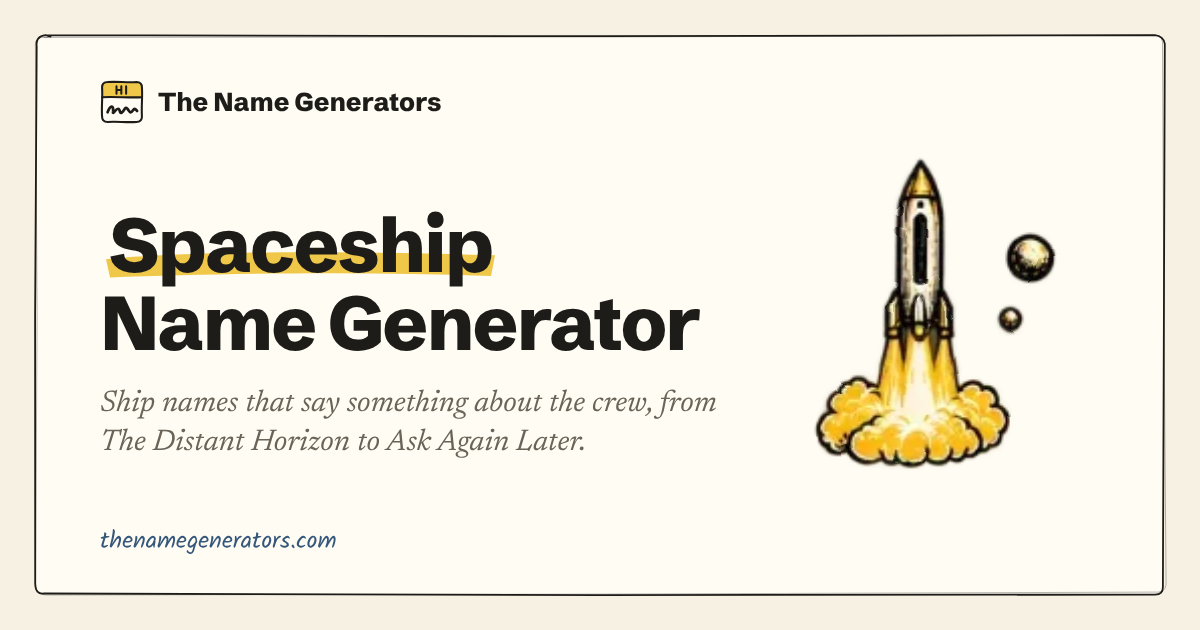 HI
The Name Generators
Spaceship
Name Generator
Ship names that say something about the crew, from
The Distant Horizon to Ask Again Later.
thenamegenerators.com